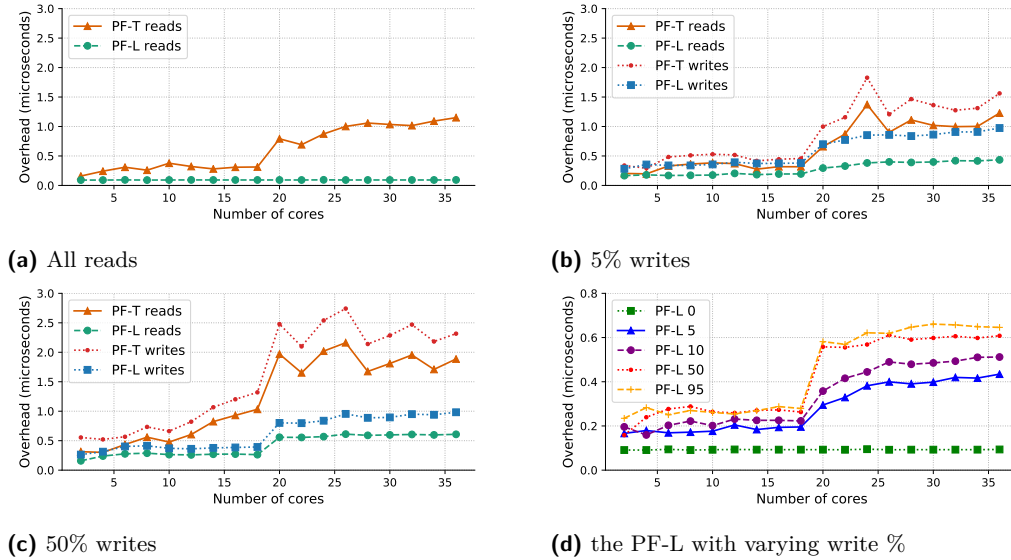 3.0
2.5
2.0
1.5
1.0
0.5
0.0
Overhead (microseconds)
PF-T reads
PF-L reads
5 10 15 20 25 30 35
Number of cores
(a) All reads
3.0
2.5
2.0
1.5
1.0
0.5
0.0
Overhead (microseconds)
PF-T reads
PF-L reads
PF-T writes
PF-L writes
5 10 15 20 25 30 35
Number of cores
(b) 5% writes
3.0
2.5
2.0
1.5
1.0
0.5
0.0
Overhead (microseconds)
PF-T reads
PF-L reads
PF-T writes
PF-L writes
5 10 15 20 25 30 35
Number of cores
(c) 50% writes
0.8
0.6
0.4
0.2
0.0
Overhead (microseconds)
PF-L 0
PF-L 5
PF-L 10
PF-L 50
PF-L 95
5 10 15 20 25 30 35
Number of cores
(d) the PF-L with varying write %